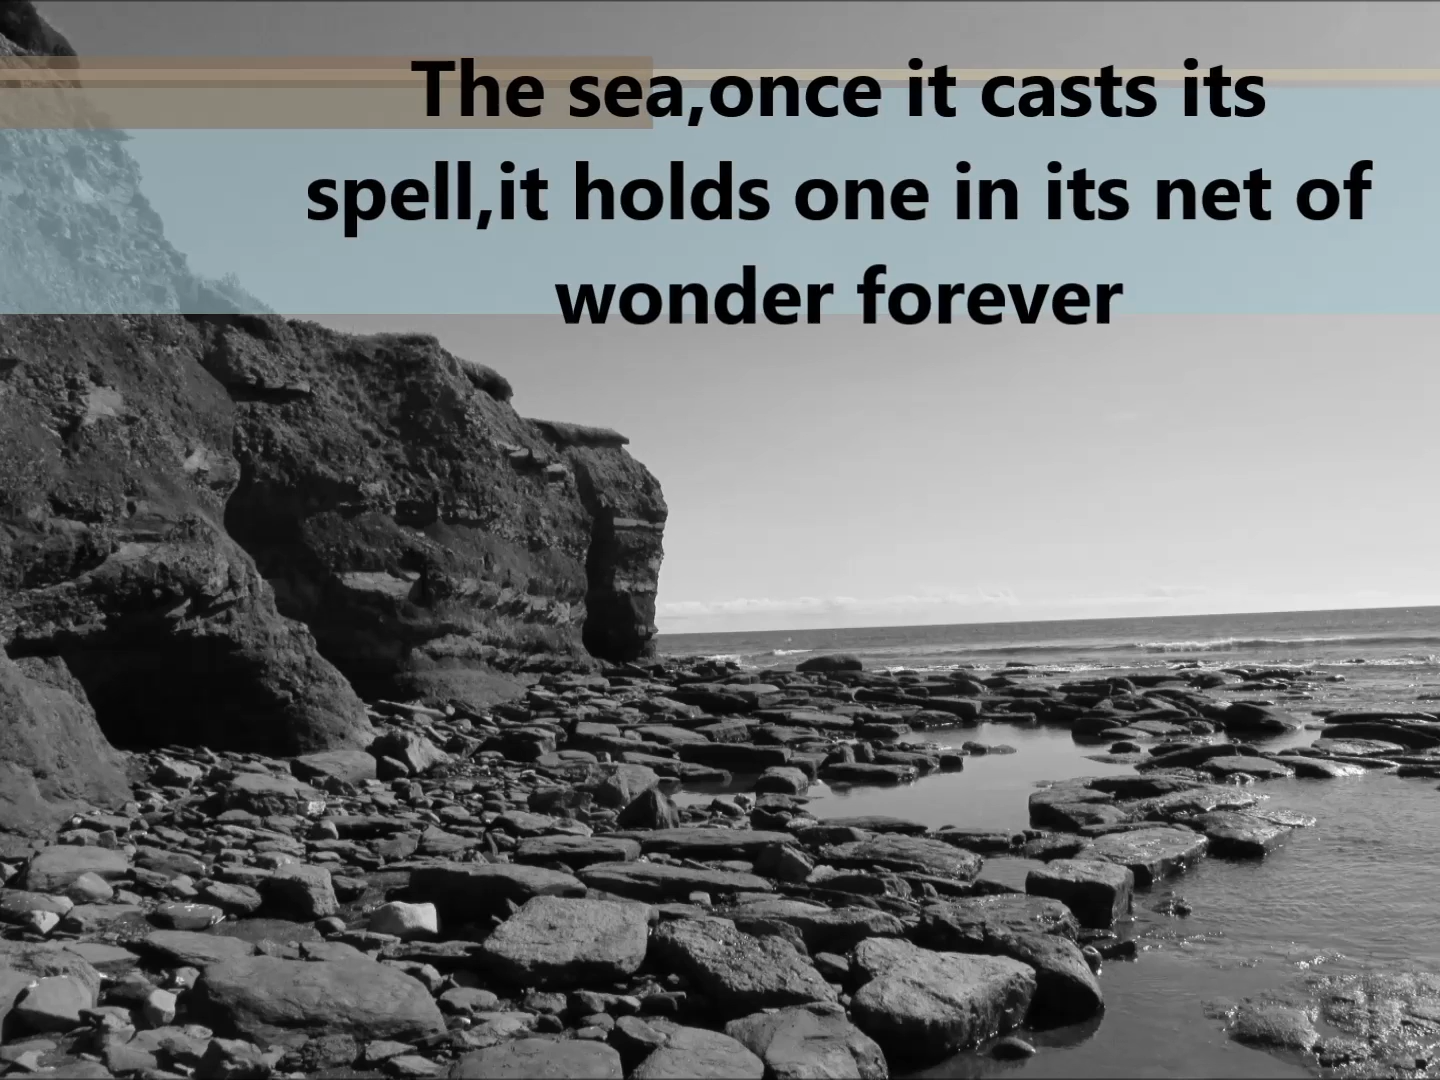 The sea,once it casts its
spell,it holds one in its net of
wonder forever